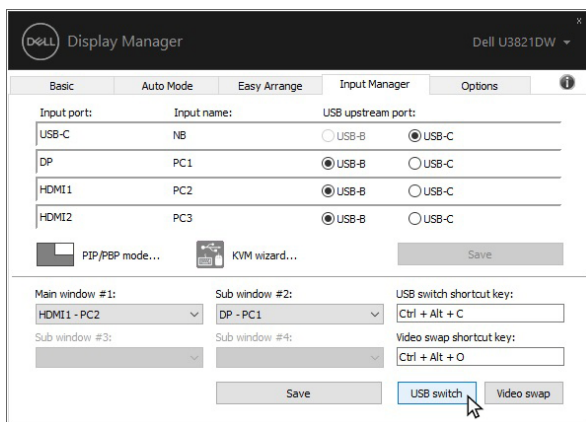 x
DELL Display Manager Dell U3821DW
Basic Auto Mode Easy Arrange Input Manager Options i
Input port: Input name: USB upstream port:
USB-C NB USB-B USB-C
DP PC1 USB-B USB-C
HDMI1 PC2 USB-B USB-C
HDMI2 PC3 USB-B USB-C
PIP/PBP mode... KVM wizard... Save
Main window #1: Sub window #2: USB switch shortcut key:
HDMI1 - PC2 DP - PC1 Ctrl + Alt + C
Sub window #3: Sub window #4: Video swap shortcut key:
Ctrl + Alt + O
Save USB switch Video swap